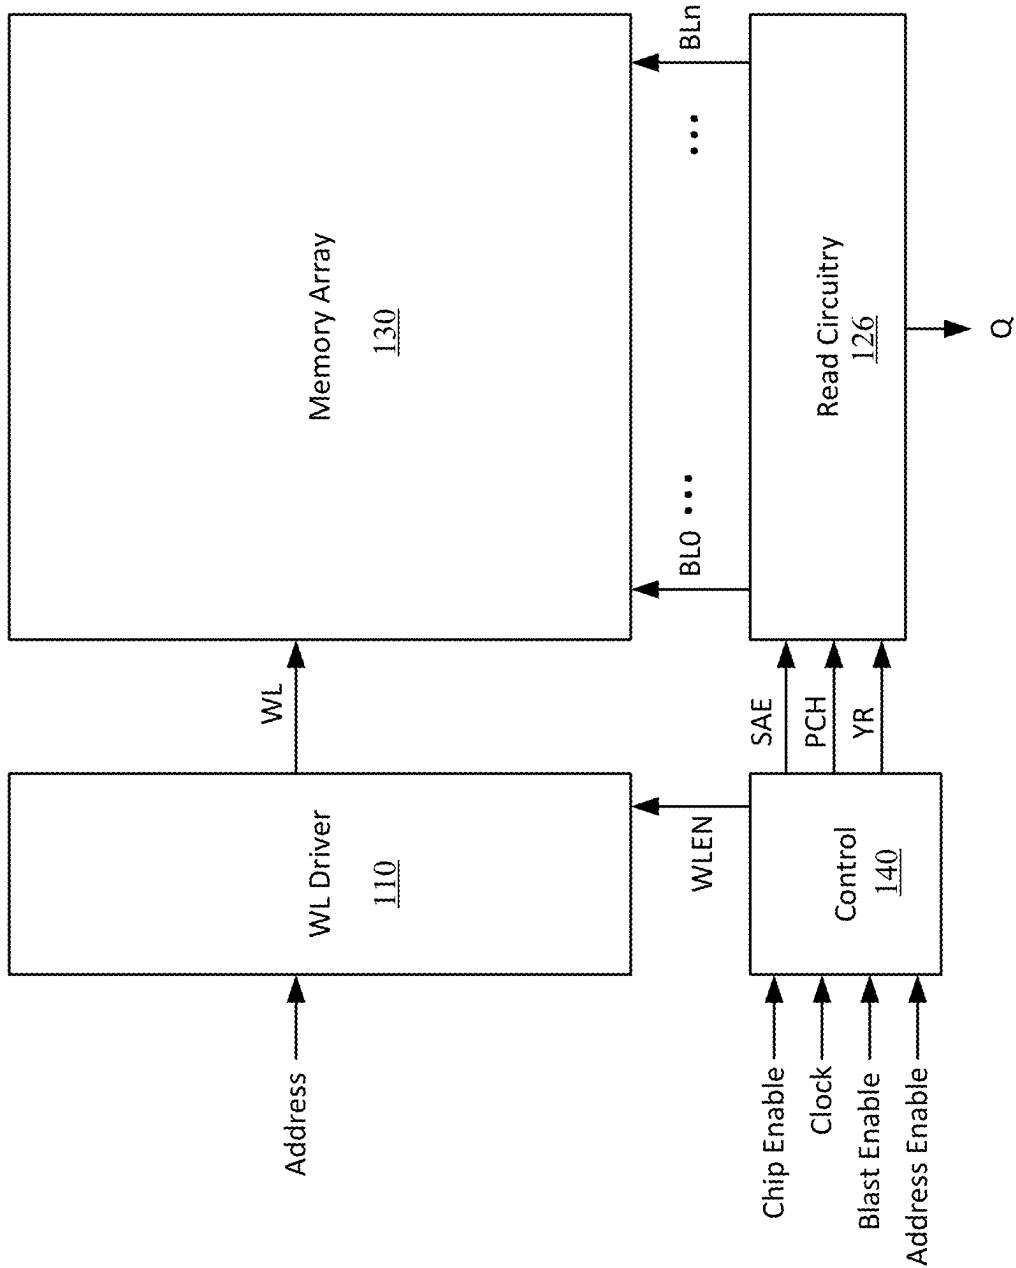 Address
WL Driver
110
WL
Memory Array
130
WLEN
BL0
...
...
BLn
Chip Enable
Clock
Blast Enable
Address Enable
Control
140
SAE
PCH
YR
Read Circuitry
126
Q